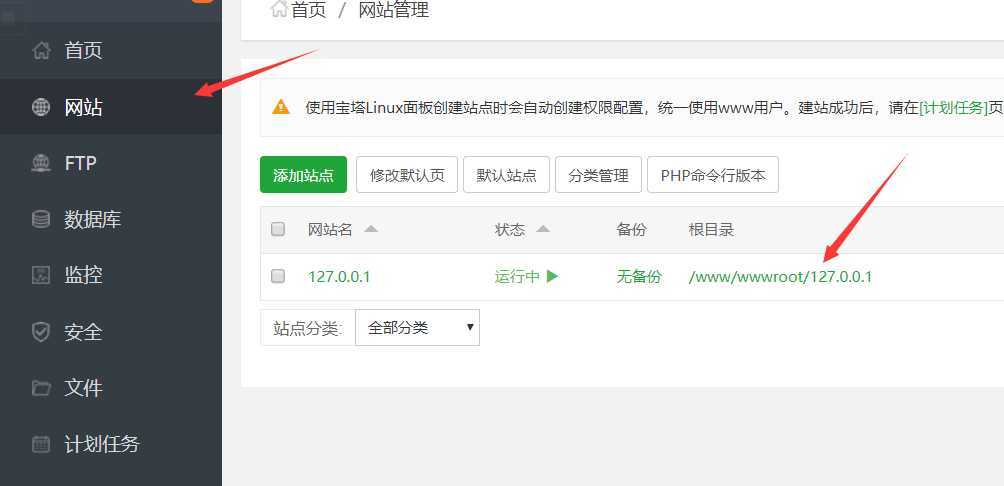 首页 / 网站管理
首页
网站
FTP
数据库
监控
安全
文件
计划任务
使用宝塔Linux面板创建站点时会自动创建权限配置，统一使用www用户。建站成功后，请在[计划任务]页
添加站点 修改默认页 默认站点 分类管理 PHP命令行版本
网站名 状态 备份 根目录
127.0.0.1 运行中 无备份 /www/wwwroot/127.0.0.1
站点分类: 全部分类